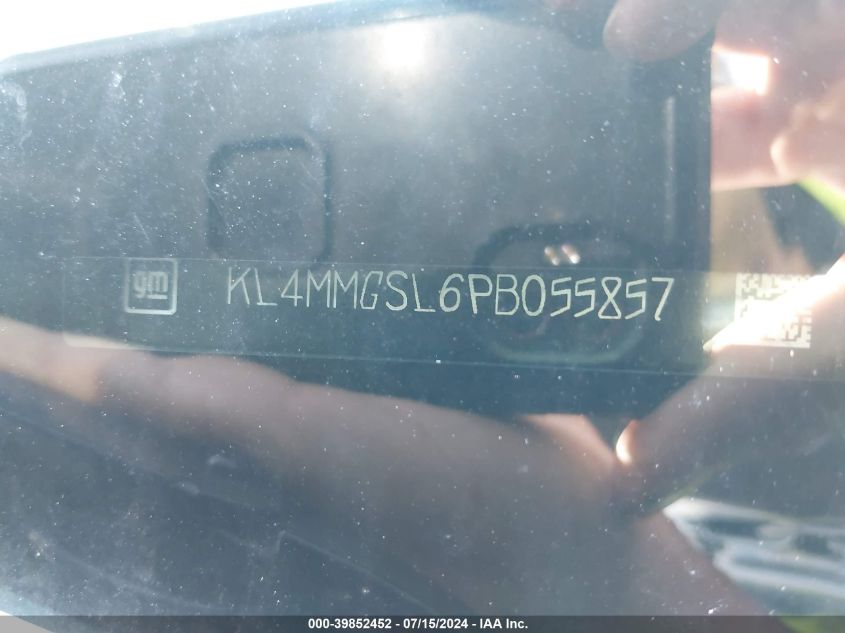 gm KL4MMGSL6PB055857
000-39852452 - 07/15/2024 - IAA Inc.